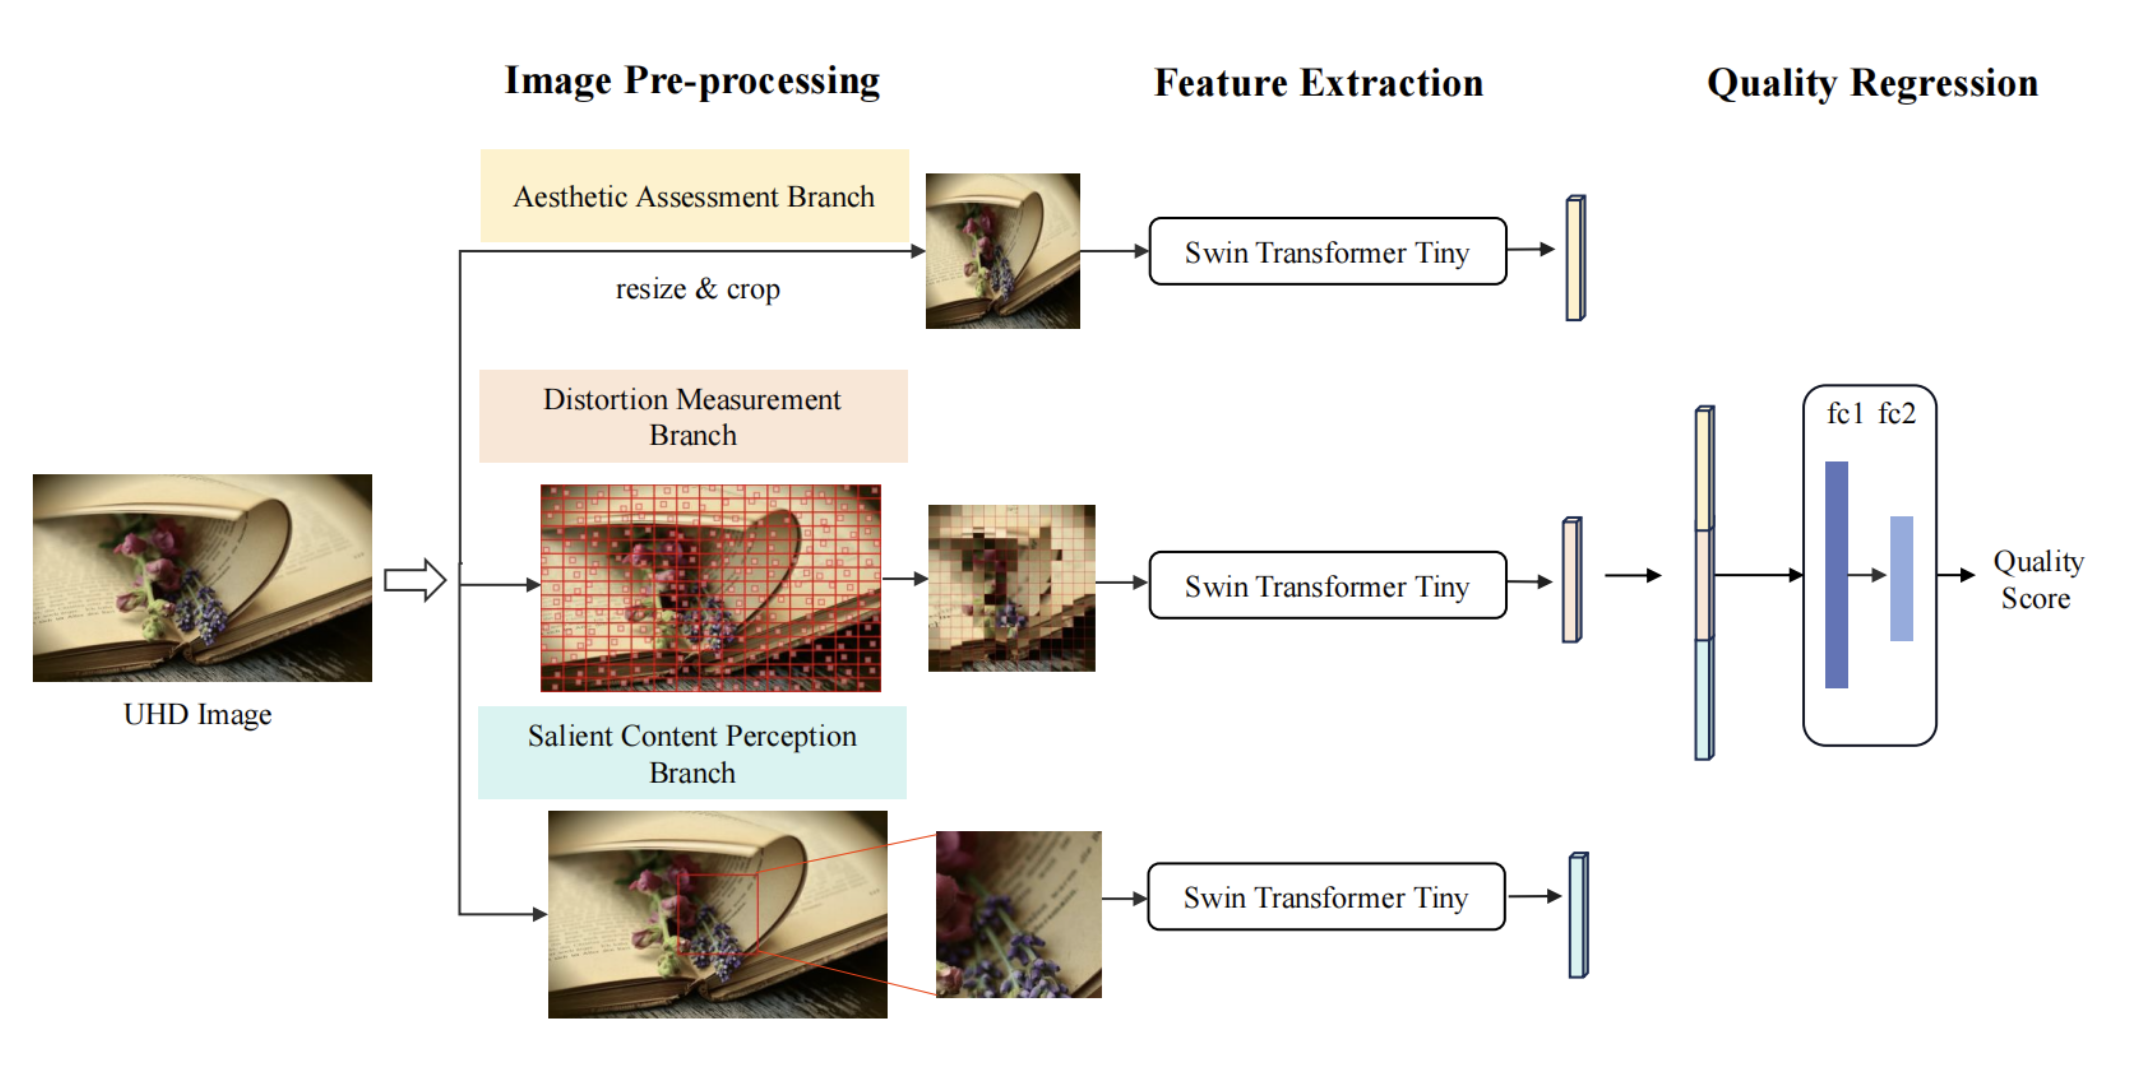 Image Pre-processing
Feature Extraction
Quality Regression
Aesthetic Assessment Branch
resize & crop
Swin Transformer Tiny
Distortion Measurement
Branch
Swin Transformer Tiny
fc1 fc2
Quality
Score
UHD Image
Salient Content Perception
Branch
Swin Transformer Tiny